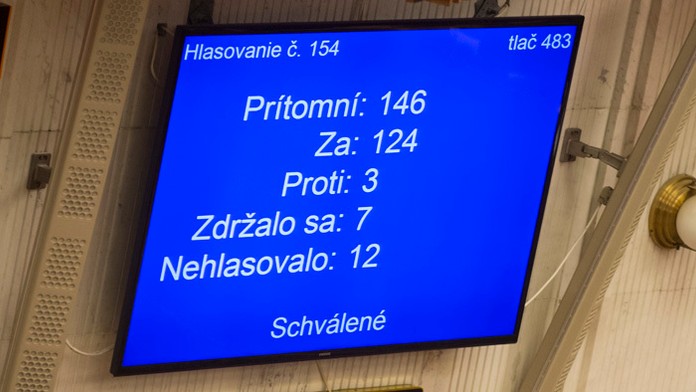 Hlasovanie č. 154 tlač 483
Prítomní: 146
Za: 124
Proti: 3
Zdržalo sa: 7
Nehlasovalo: 12
Schválené